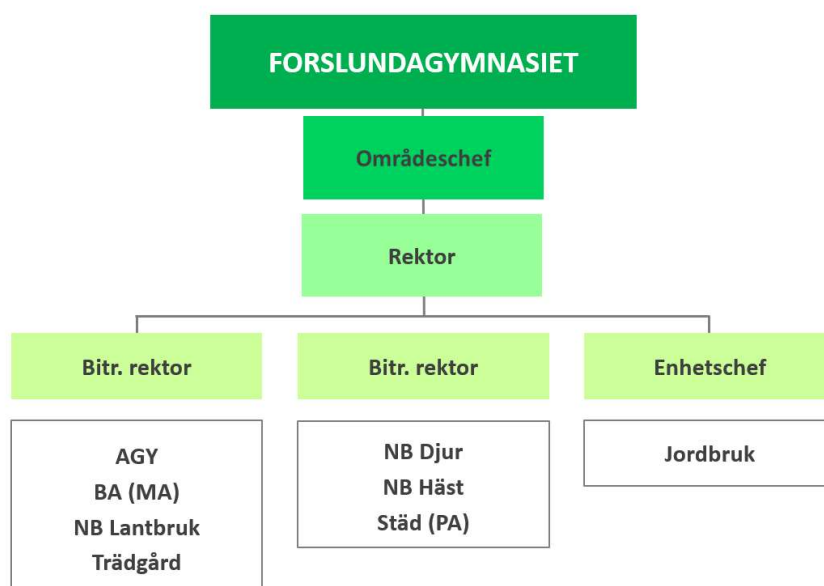 FORSLUNDAGYMNASIET
Områdeschef
Rektor
Bitr. rektor
AGY
BA (MA)
NB Lantbruk
Trädgård
Bitr. rektor
NB Djur
NB Häst
Städ (PA)
Enhetschef
Jordbruk